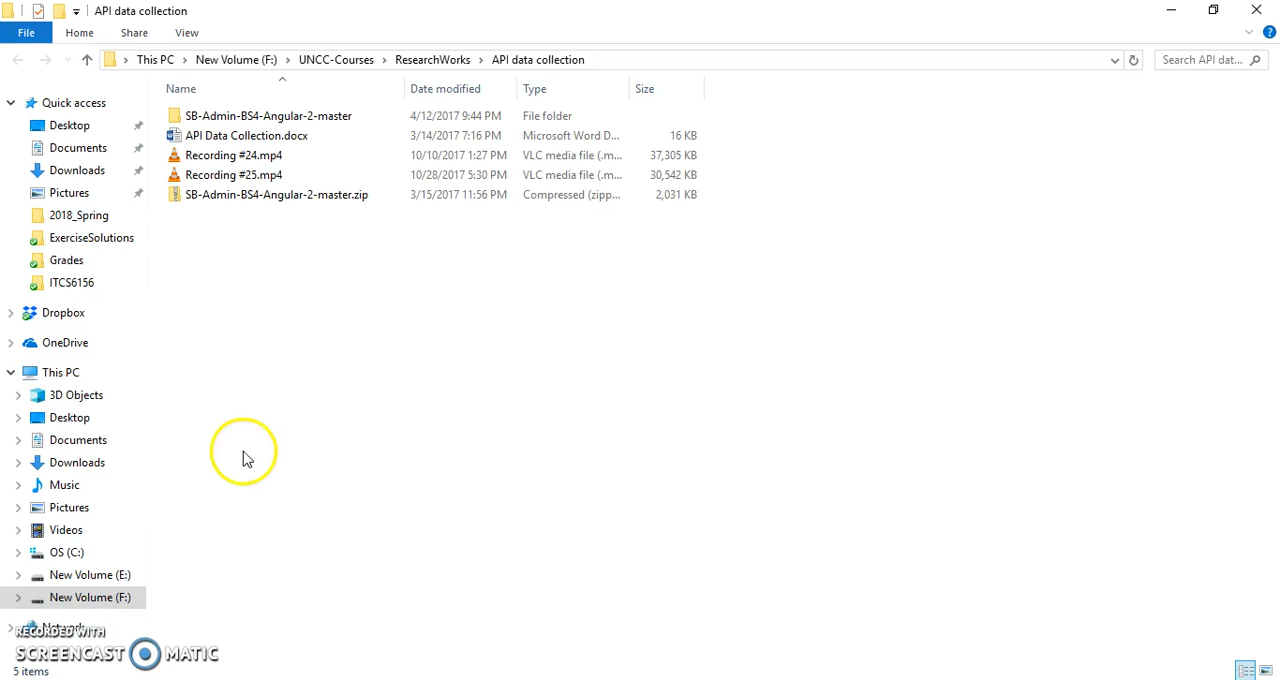 API data collection
File Home Share View
This PC New Volume (F:) UNCC-Courses ResearchWorks API data collection Search API dat...
Name Date modified Type Size
SB-Admin-BS4-Angular-2-master 4/12/2017 9:44 PM File folder
API Data Collection.docx 3/14/2017 7:16 PM Microsoft Word D... 16 KB
Recording #24.mp4 10/10/2017 1:27 PM VLC media file (.m... 37,305 KB
Recording #25.mp4 10/28/2017 5:30 PM VLC media file (.m... 30,542 KB
SB-Admin-BS4-Angular-2-master.zip 3/15/2017 11:56 PM Compressed (zipp... 2,031 KB
Quick access
Desktop
Documents
Downloads
Pictures
2018_Spring
ExerciseSolutions
Grades
ITCS6156
Dropbox
OneDrive
This PC
3D Objects
Desktop
Documents
Downloads
Music
Pictures
Videos
OS (C:)
New Volume (E:)
New Volume (F:)
Network
RECORDED WITH
SCREENCAST MATIC
5 items